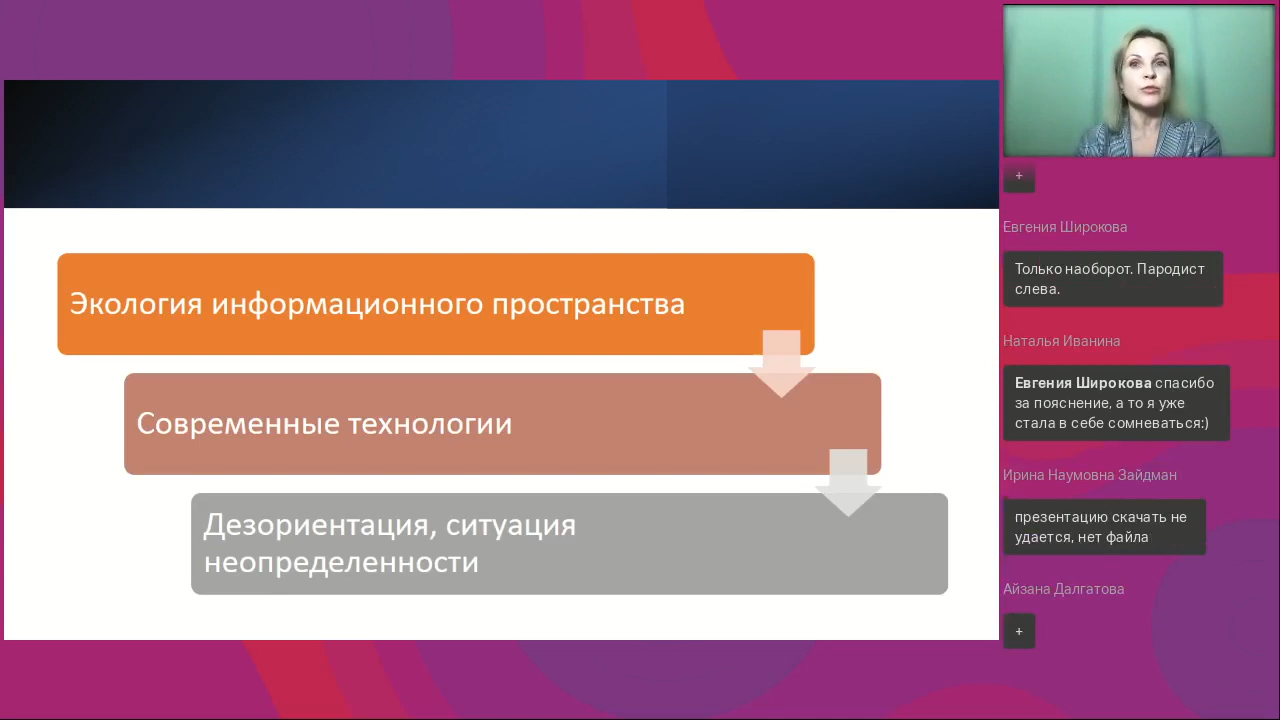 Экология информационного пространства
Современные технологии
Дезориентация, ситуация
неопределенности
+
Евгения Широкова
Только наоборот. Пародист
слева.
Наталья Иванина
Евгения Широкова спасибо
за пояснение, а то я уже
стала в себе сомневаться:)
Ирина Наумовна Зайдман
презентацию скачать не
удается, нет файла
Айзана Далгатова
+